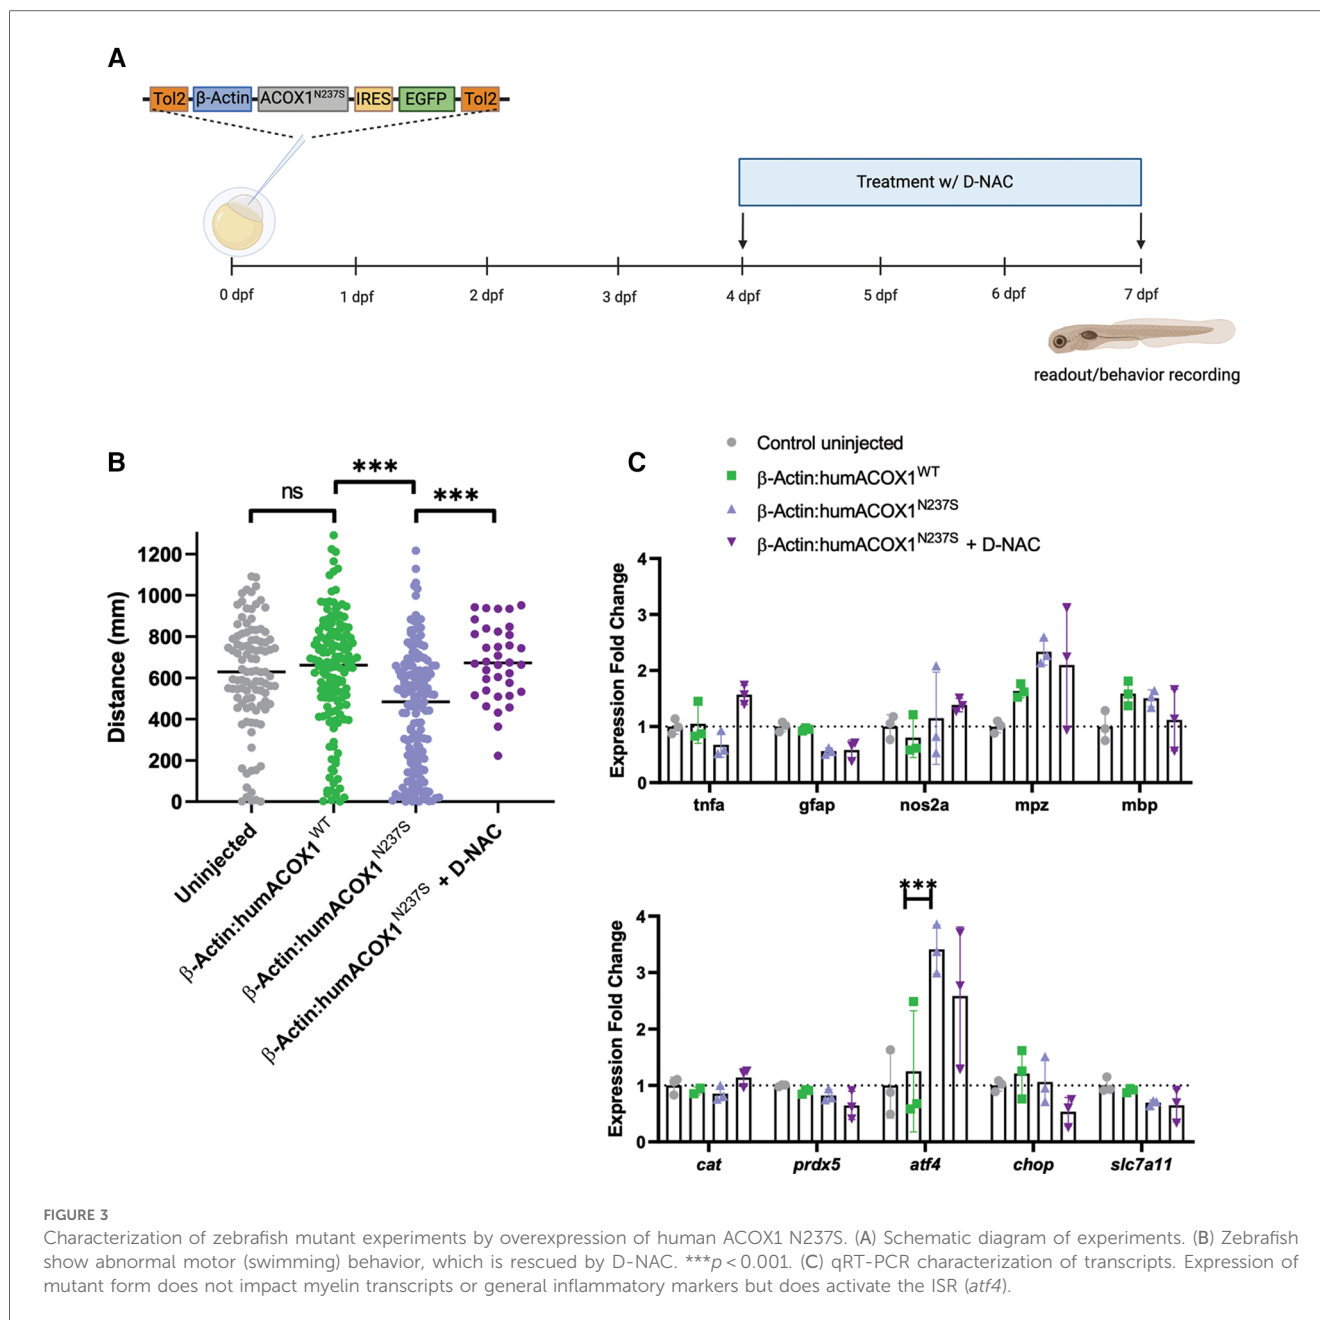 A
Tol2 β-Actin ACOX1N237S IRES EGFP Tol2
Treatment w/ D-NAC
0 dpf 1 dpf 2 dpf 3 dpf 4 dpf 5 dpf 6 dpf 7 dpf
readout/behavior recording
B
ns *** ***
Distance (mm)
1200
1000
800
600
400
200
0
Uninjected
β-Actin:humACOX1WT
β-Actin:humACOX1N237S
β-Actin:humACOX1N237S + D-NAC
C
Control uninjected
β-Actin:humACOX1WT
β-Actin:humACOX1N237S
β-Actin:humACOX1N237S + D-NAC
Expression Fold Change
4
3
2
1
0
tnfa gfap nos2a mpz mbp
***
Expression Fold Change
4
3
2
1
0
cat prdx5 atf4 chop slc7a11
FIGURE 3
Characterization of zebrafish mutant experiments by overexpression of human ACOX1 N237S. (A) Schematic diagram of experiments. (B) Zebrafish
show abnormal motor (swimming) behavior, which is rescued by D-NAC. ***p < 0.001. (C) qRT-PCR characterization of transcripts. Expression of
mutant form does not impact myelin transcripts or general inflammatory markers but does activate the ISR (atf4).